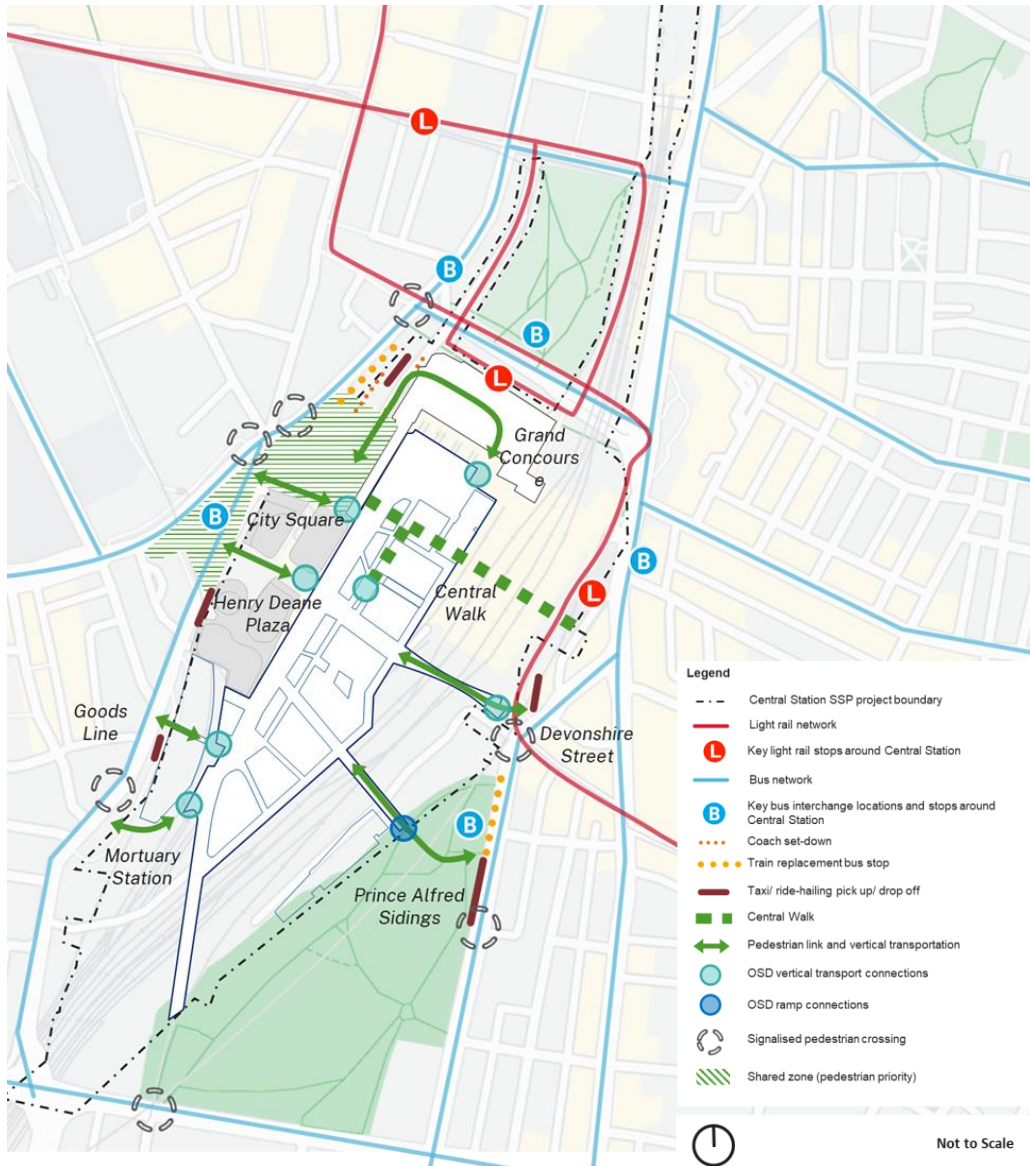 L
B
B
L
Grand
Concours
e
City Square
B
Henry Deane
Plaza
Central
Walk
B
L
Goods
Line
Devonshire
Street
B
Mortuary
Station
Prince Alfred
Sidings
Legend
Central Station SSP project boundary
Light rail network
L
Key light rail stops around Central Station
Bus network
B
Key bus interchange locations and stops around
Central Station
Coach set-down
Train replacement bus stop
Taxi/ ride-hailing pick up/ drop off
Central Walk
Pedestrian link and vertical transportation
OSD vertical transport connections
OSD ramp connections
Signalised pedestrian crossing
Shared zone (pedestrian priority)
Not to Scale